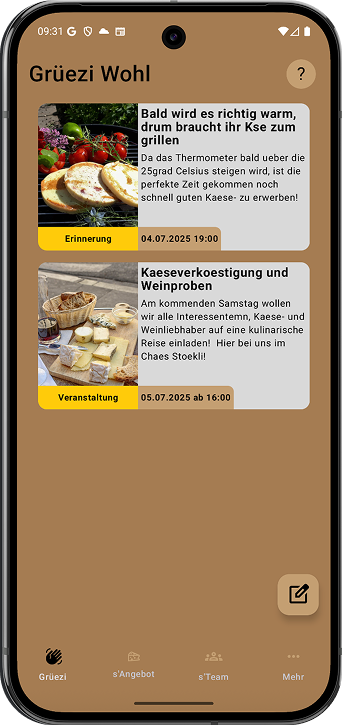 09:31
Grüezi Wohl
?
Bald wird es richtig warm,
drum braucht ihr Kse zum
grillen
Da das Thermometer bald ueber die
25grad Celsius steigen wird, ist die
perfekte Zeit gekommen noch
schnell guten Kaese- zu erwerben!
Erinnerung
04.07.2025 19:00
Kaeseverkoestigung und
Weinproben
Am kommenden Samstag wollen
wir alle Interessentemn, Kaese- und
Weinliebhaber auf eine kulinarische
Reise einladen!  Hier bei uns im
Chaes Stoekli!
Veranstaltung
05.07.2025 ab 16:00
Grüezi
s'Angebot
s'Team
Mehr